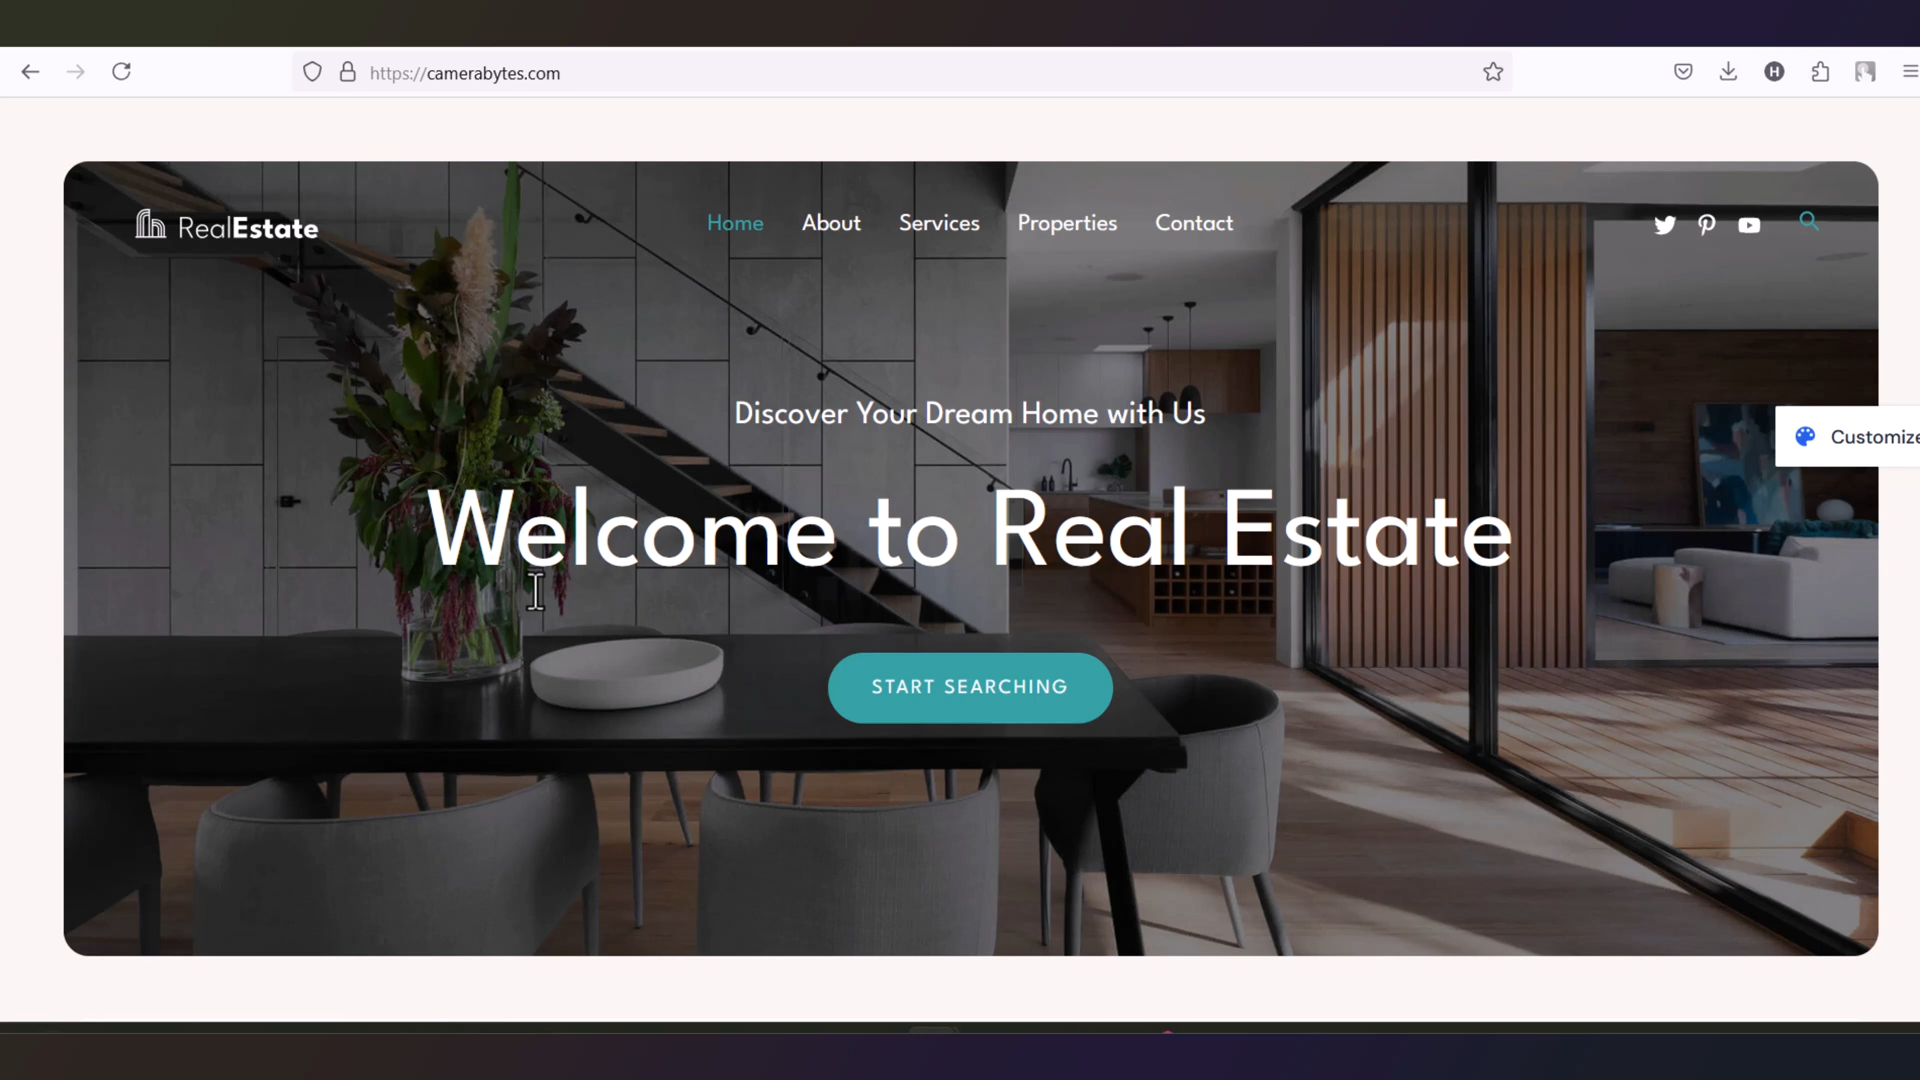 https://camerabytes.com
H
RealEstate
Home About Services Properties Contact
Discover Your Dream Home with Us
Customize
Welcome to Real Estate
START SEARCHING